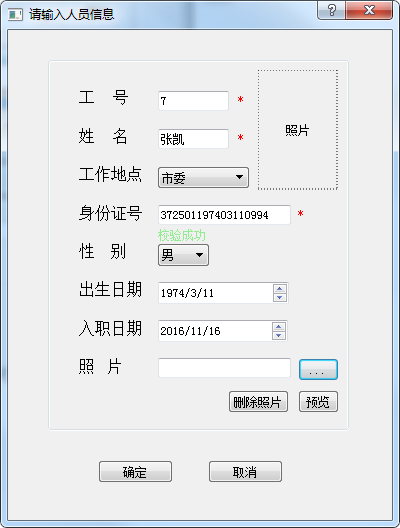 请输入人员信息
工 号 7 *
照片
姓 名 张凯 *
工作地点 市委
身份证号 372501197403110994 *
校验成功
性 别 男
出生日期 1974/3/11
入职日期 2016/11/16
照 片 ...
删除照片 预览
确定 取消